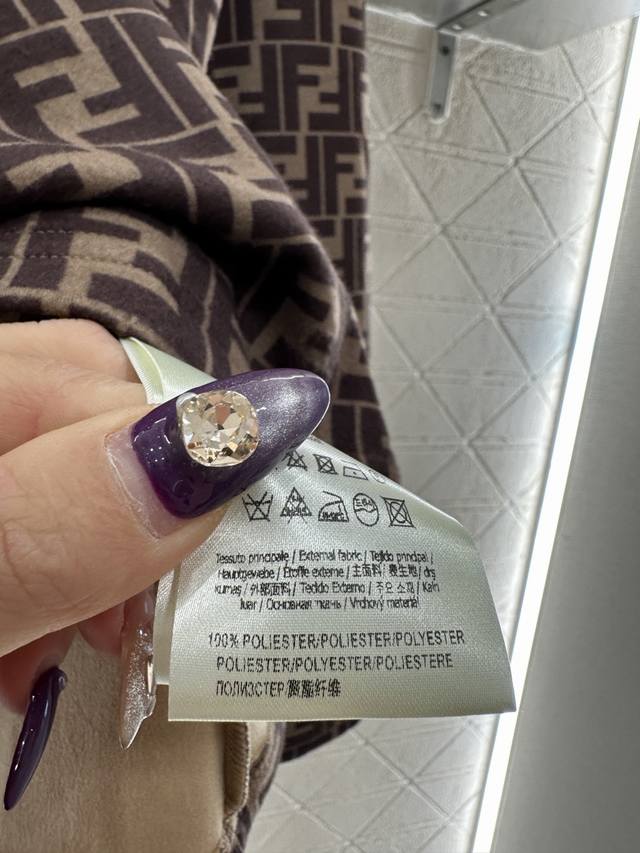 Tessuto principale / External fabric / Tejido principal /
Hauptgewebe / Etoffe externe / 主面料 / 表生地 / dış
kumaş / 外部面料 / Tecido Externo / 주요 소재 / Kain
luar / Основная ткань / Vrchový materiál
100% POLIESTER/POLIESTER/POLYESTER
POLIESTER/POLYESTER/POLIESTERE
ПОЛИЭСТЕР/聚酯纤维